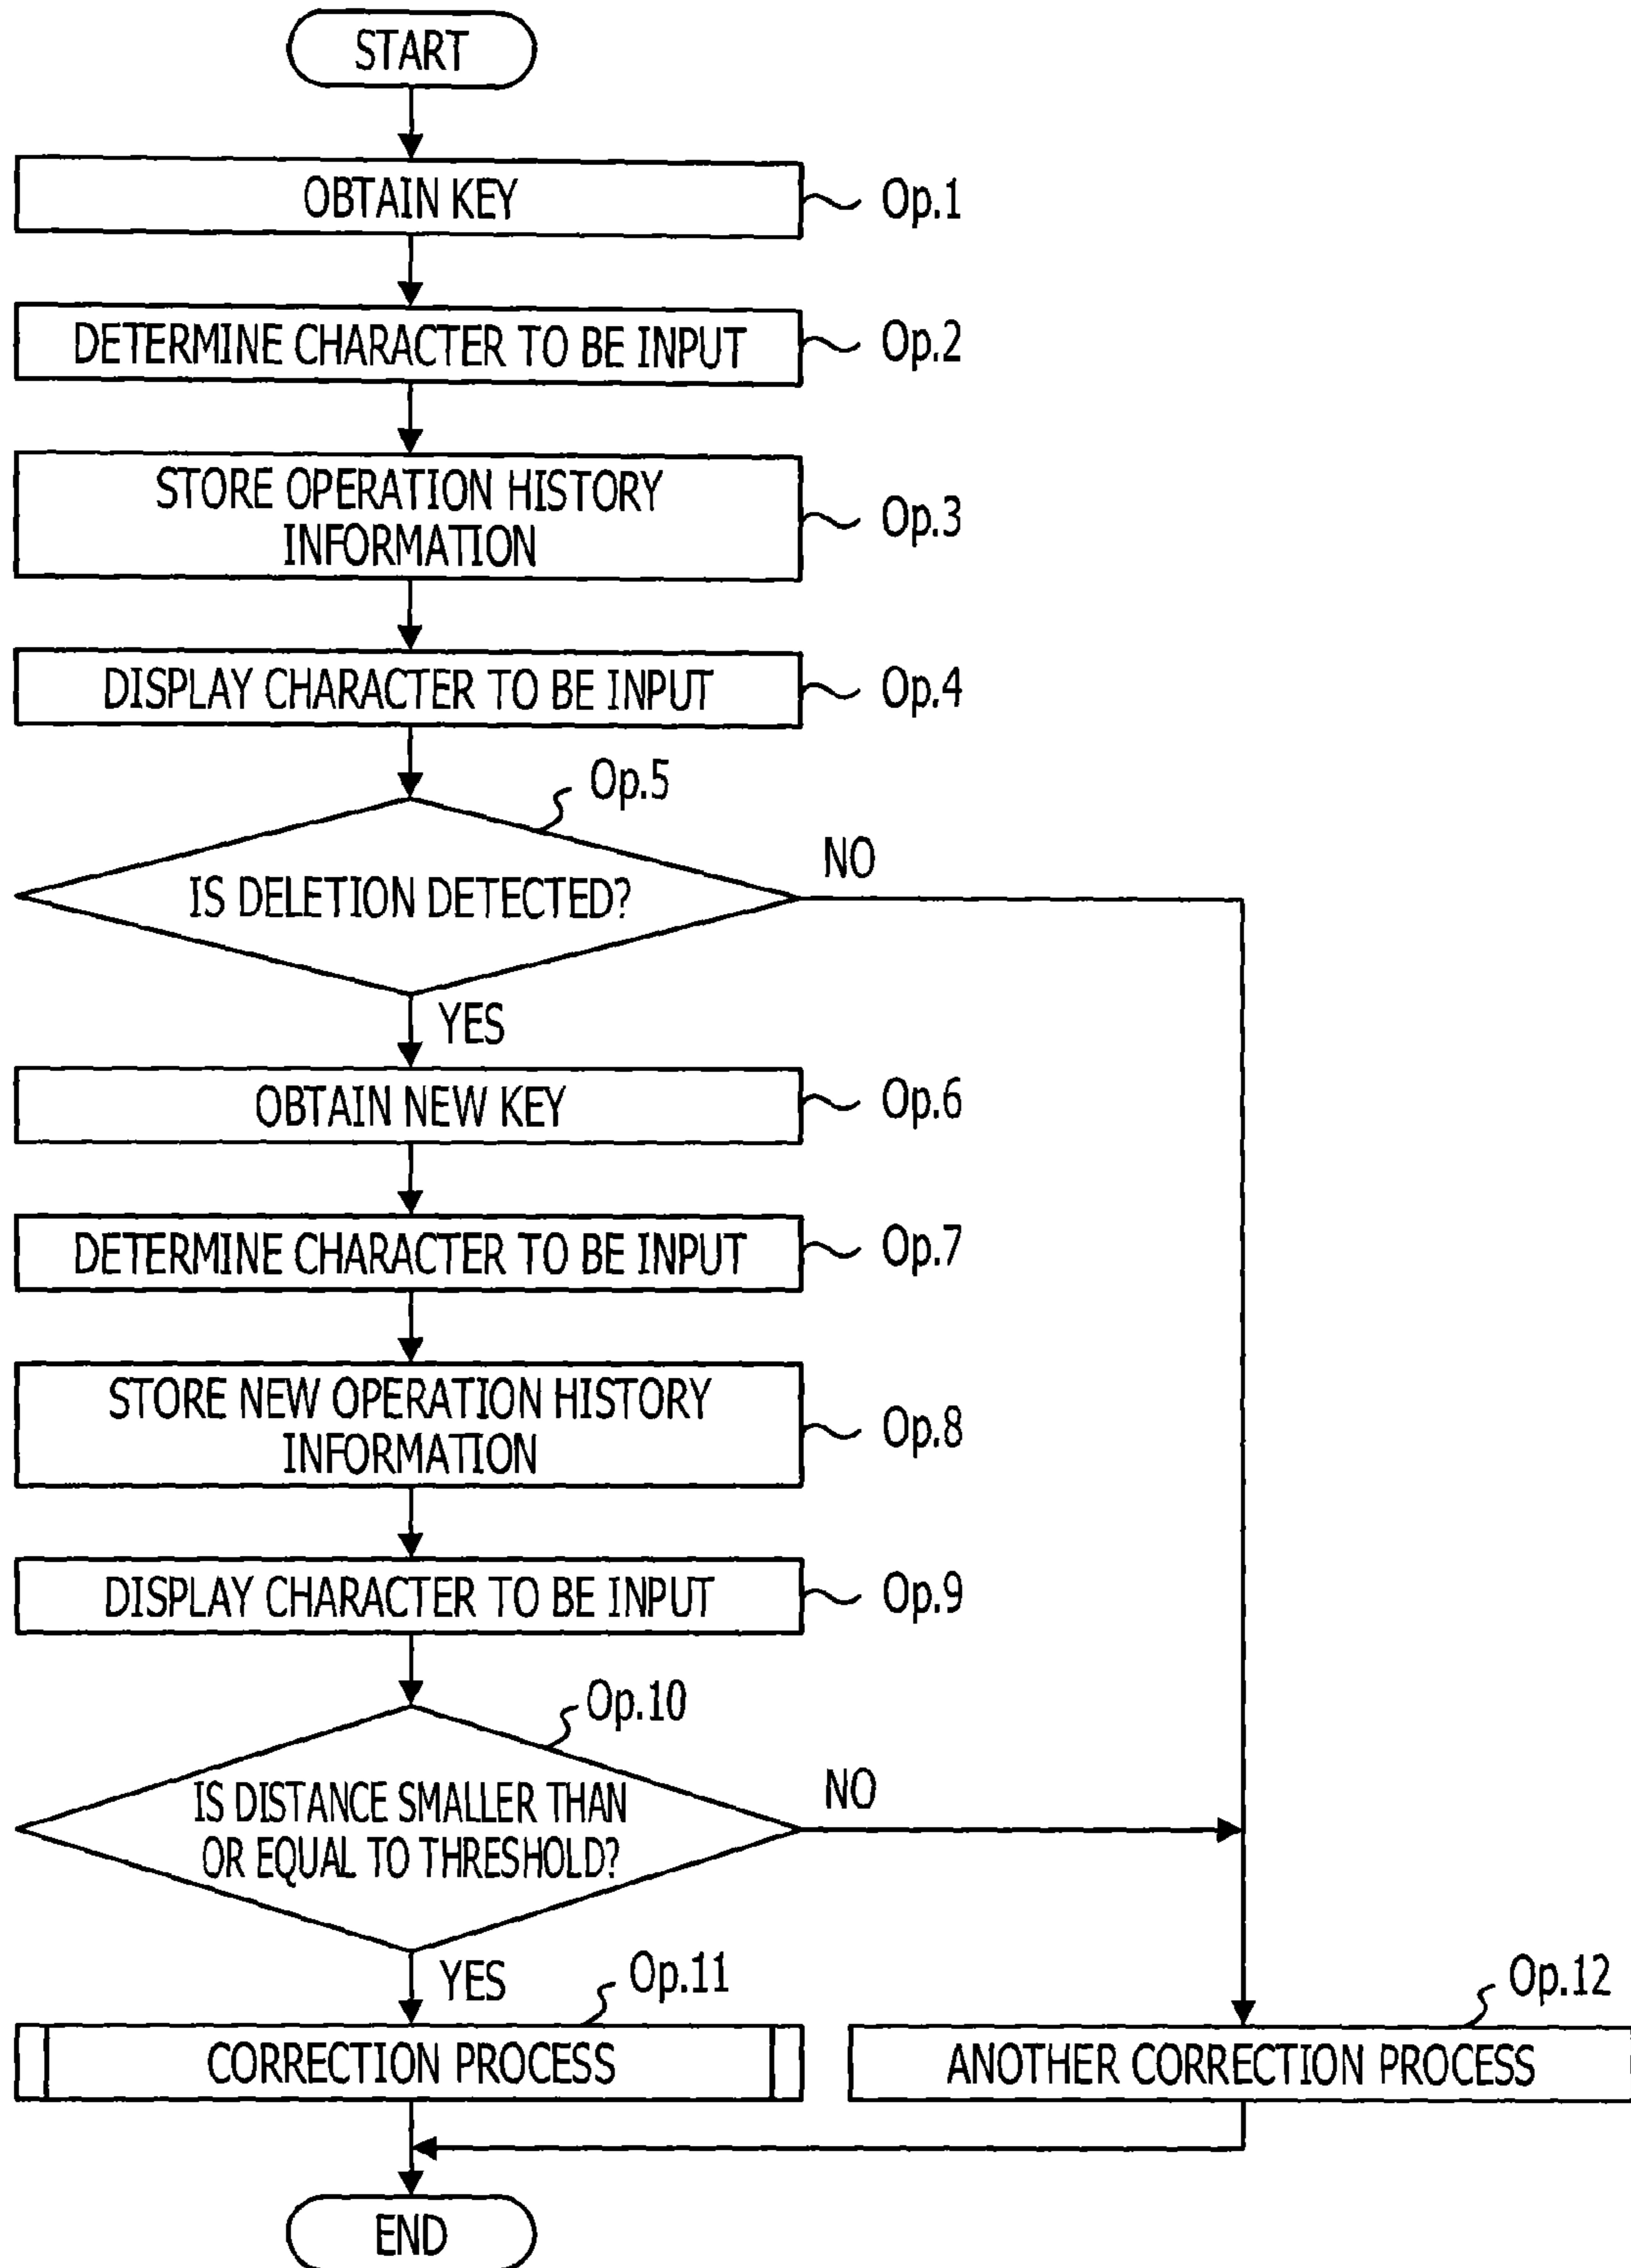 START
OBTAIN KEY
Op.1
DETERMINE CHARACTER TO BE INPUT
Op.2
STORE OPERATION HISTORY
INFORMATION
Op.3
DISPLAY CHARACTER TO BE INPUT
Op.4
Op.5
IS DELETION DETECTED?
NO
YES
OBTAIN NEW KEY
Op.6
DETERMINE CHARACTER TO BE INPUT
Op.7
STORE NEW OPERATION HISTORY
INFORMATION
Op.8
DISPLAY CHARACTER TO BE INPUT
Op.9
Op.10
IS DISTANCE SMALLER THAN
OR EQUAL TO THRESHOLD?
NO
YES
Op.11
CORRECTION PROCESS
Op.12
ANOTHER CORRECTION PROCESS
END